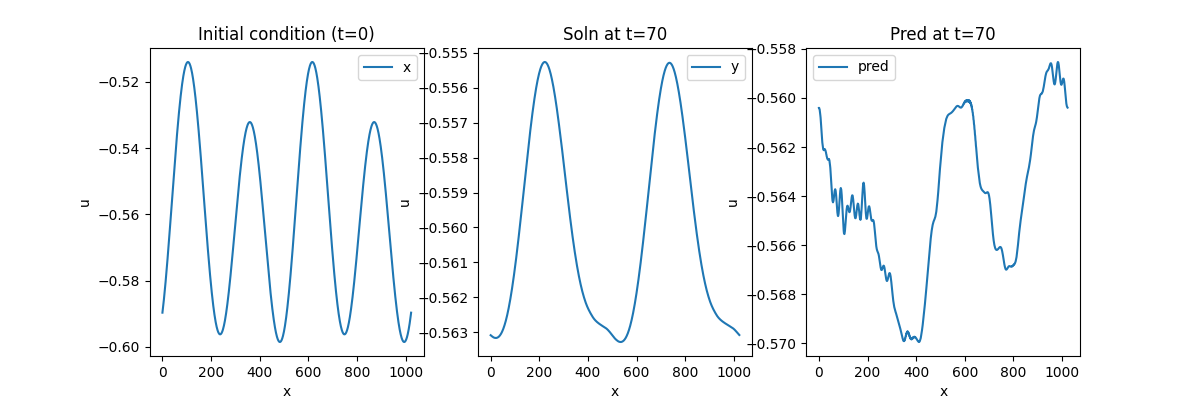 Initial condition (t=0)
x
−0.52
−0.54
−0.56
−0.58
−0.60
u
0 200 400 600 800 1000
x
Soln at t=70
y
−0.555
−0.556
−0.557
−0.558
−0.559
−0.560
−0.561
−0.562
−0.563
u
0 200 400 600 800 1000
x
Pred at t=70
pred
−0.558
−0.560
−0.562
−0.564
−0.566
−0.568
−0.570
u
0 200 400 600 800 1000
x